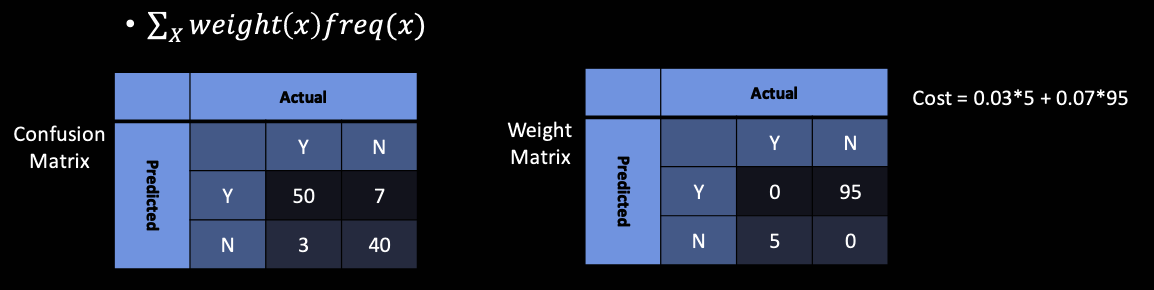 • ∑X weight(x)freq(x)
Confusion
Matrix
Actual
Predicted
Y N
Y 50 7
N 3 40
Weight
Matrix
Actual
Predicted
Y N
Y 0 95
N 5 0
Cost = 0.03*5 + 0.07*95